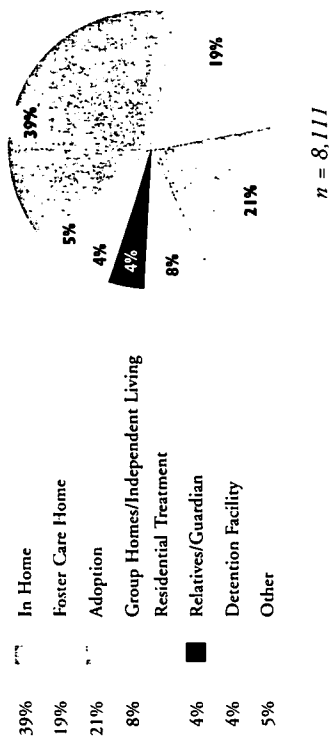 39% In Home
19% Foster Care Home
21% Adoption
8% Group Homes/Independent Living
Residential Treatment
4% Relatives/Guardian
4% Detention Facility
5% Other
39%
19%
21%
8%
4%
4%
5%
n = 8,111